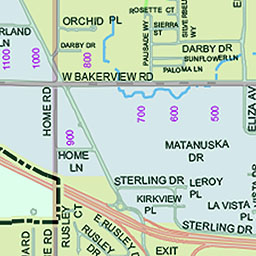 ROSETTE CT
ORCHID PL
PALISADE WY
SIERRA
ST
RLAND
LN
DARBY DR
DARBY DR
SUNFLOWER LN
1100
1000
800
PALOMA LN
W BAKERVIEW RD
HOME RD
700
600
500
ELIZA AV
900
MATANUSKA
DR
HOME
LN
STERLING DR
LEROY
PL
KIRKVIEW
PL
LA VISTA
PL
RUSLEY
CT
E RUSLEY
DR
STERLING DR
RUSLEY
DR
E RD
EXIT